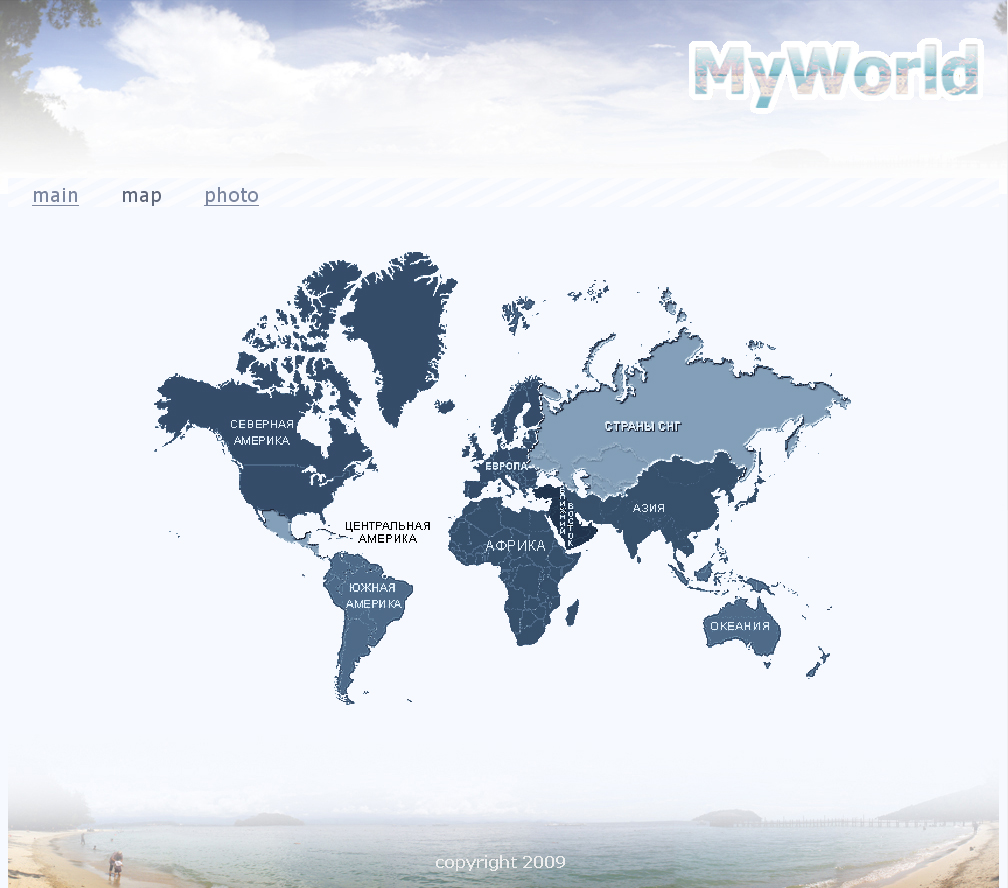 MyWorld
main map photo
СЕВЕРНАЯ
АМЕРИКА
СТРАНЫ СНГ
ЕВРОПА
БЛИЖНИЙ
ВОСТОК
АЗИЯ
ЦЕНТРАЛЬНАЯ
АМЕРИКА
АФРИКА
ЮЖНАЯ
АМЕРИКА
ОКЕАНИЯ
copyright 2009